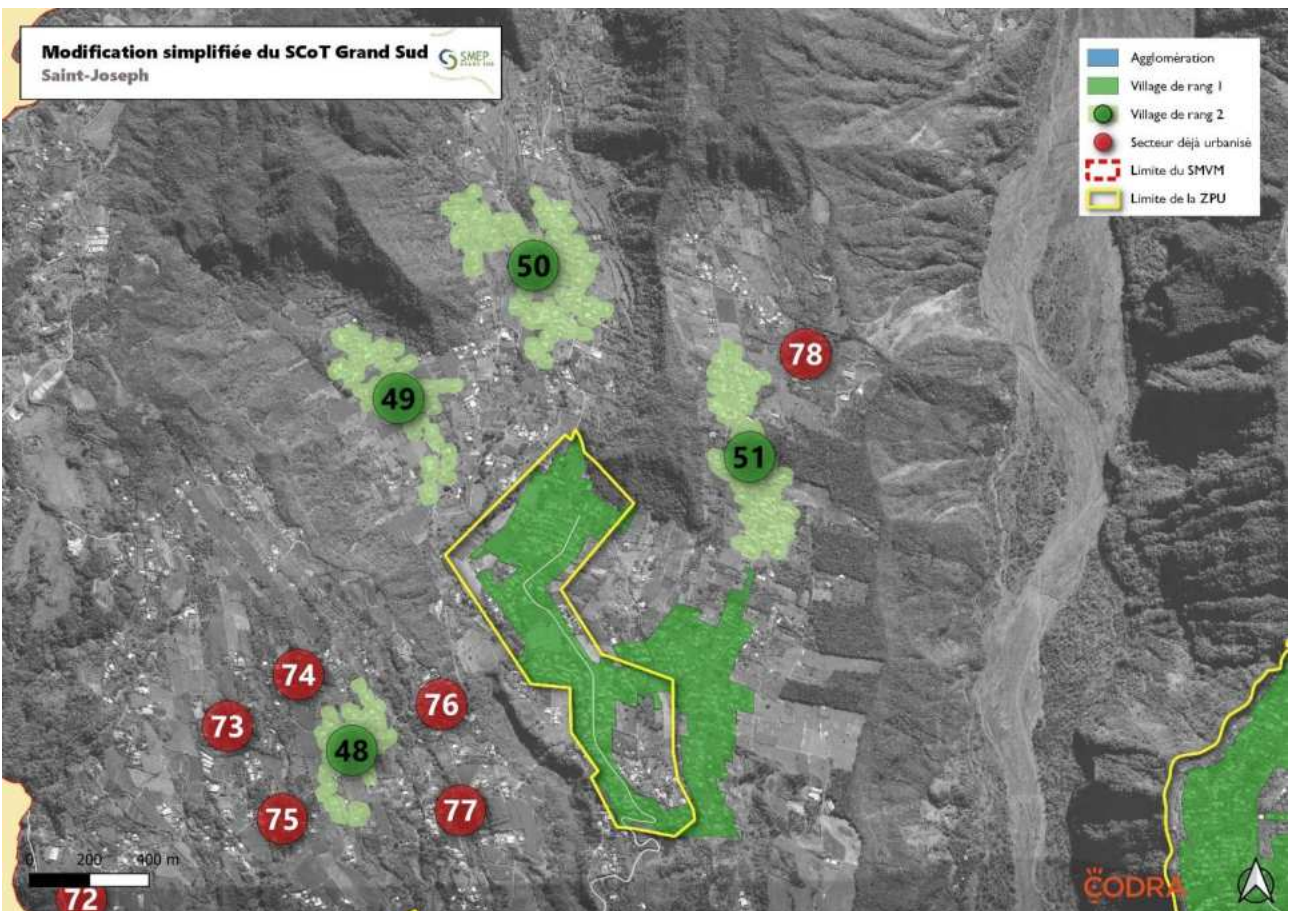 Modification simplifiée du SCoT Grand Sud
Saint-Joseph
SMEP
GRAND SUD
Agglomération
Village de rang 1
Village de rang 2
Secteur déjà urbanisé
Limite du SMVM
Limite de la ZPU
50
78
49
51
74
76
73
48
75
77
0 200 400 m
72
CODRA